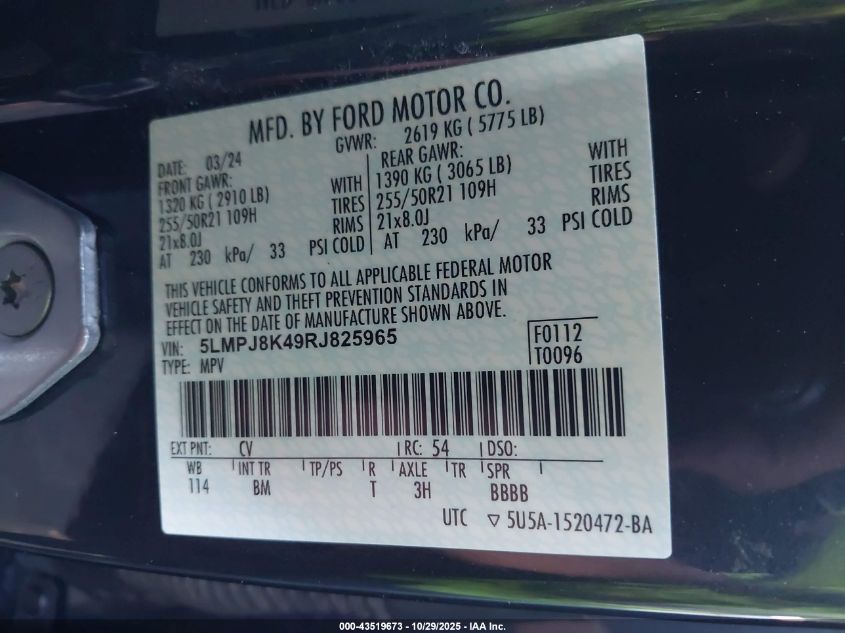 MFD. BY FORD MOTOR CO.
GVWR: 2619 KG ( 5775 LB)
DATE: 03/24
FRONT GAWR:
1320 KG ( 2910 LB) WITH
255/50R21 109H TIRES
21x8.0J RIMS
AT 230 kPa/ 33 PSI COLD
REAR GAWR:
1390 KG ( 3065 LB) WITH
255/50R21 109H TIRES
21x8.0J RIMS
AT 230 kPa/ 33 PSI COLD
THIS VEHICLE CONFORMS TO ALL APPLICABLE FEDERAL MOTOR
VEHICLE SAFETY AND THEFT PREVENTION STANDARDS IN
EFFECT ON THE DATE OF MANUFACTURE SHOWN ABOVE.
VIN: 5LMPJ8K49RJ825965
TYPE: MPV
F0112
T0096
EXT PNT: CV RC: 54 DSO:
WB INT TR TP/PS R AXLE TR SPR
114 BM T 3H BBBB
UTC ▽ 5U5A-1520472-BA
000-43519673 - 10/29/2025 - IAA Inc.